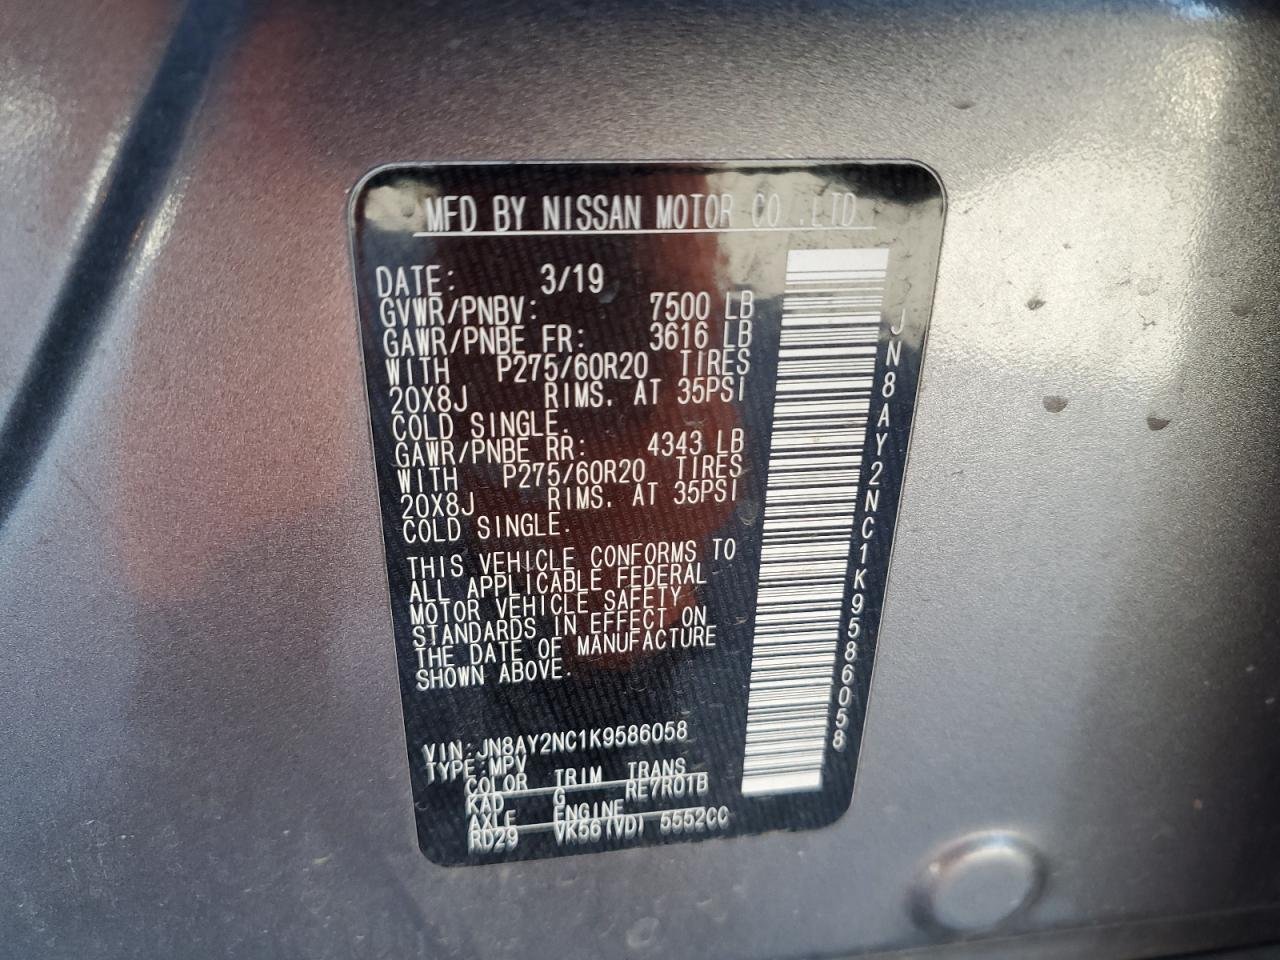 MFD BY NISSAN MOTOR CO.,LTD
DATE: 3/19
GVWR/PNBV: 7500 LB
GAWR/PNBE FR: 3616 LB
WITH P275/60R20 TIRES
20X8J RIMS, AT 35PSI
COLD SINGLE.
GAWR/PNBE RR: 4343 LB
WITH P275/60R20 TIRES
20X8J RIMS, AT 35PSI
COLD SINGLE.
THIS VEHICLE CONFORMS TO
ALL APPLICABLE FEDERAL
MOTOR VEHICLE SAFETY
STANDARDS IN EFFECT ON
THE DATE OF MANUFACTURE
SHOWN ABOVE.
VIN:JN8AY2NC1K9586058
TYPE:MPV
COLOR TRIM TRANS
KAD G RE7R01B
AXLE ENGINE
RD29 VK56(VD) 5552CC
JN8AY2NC1K9586058